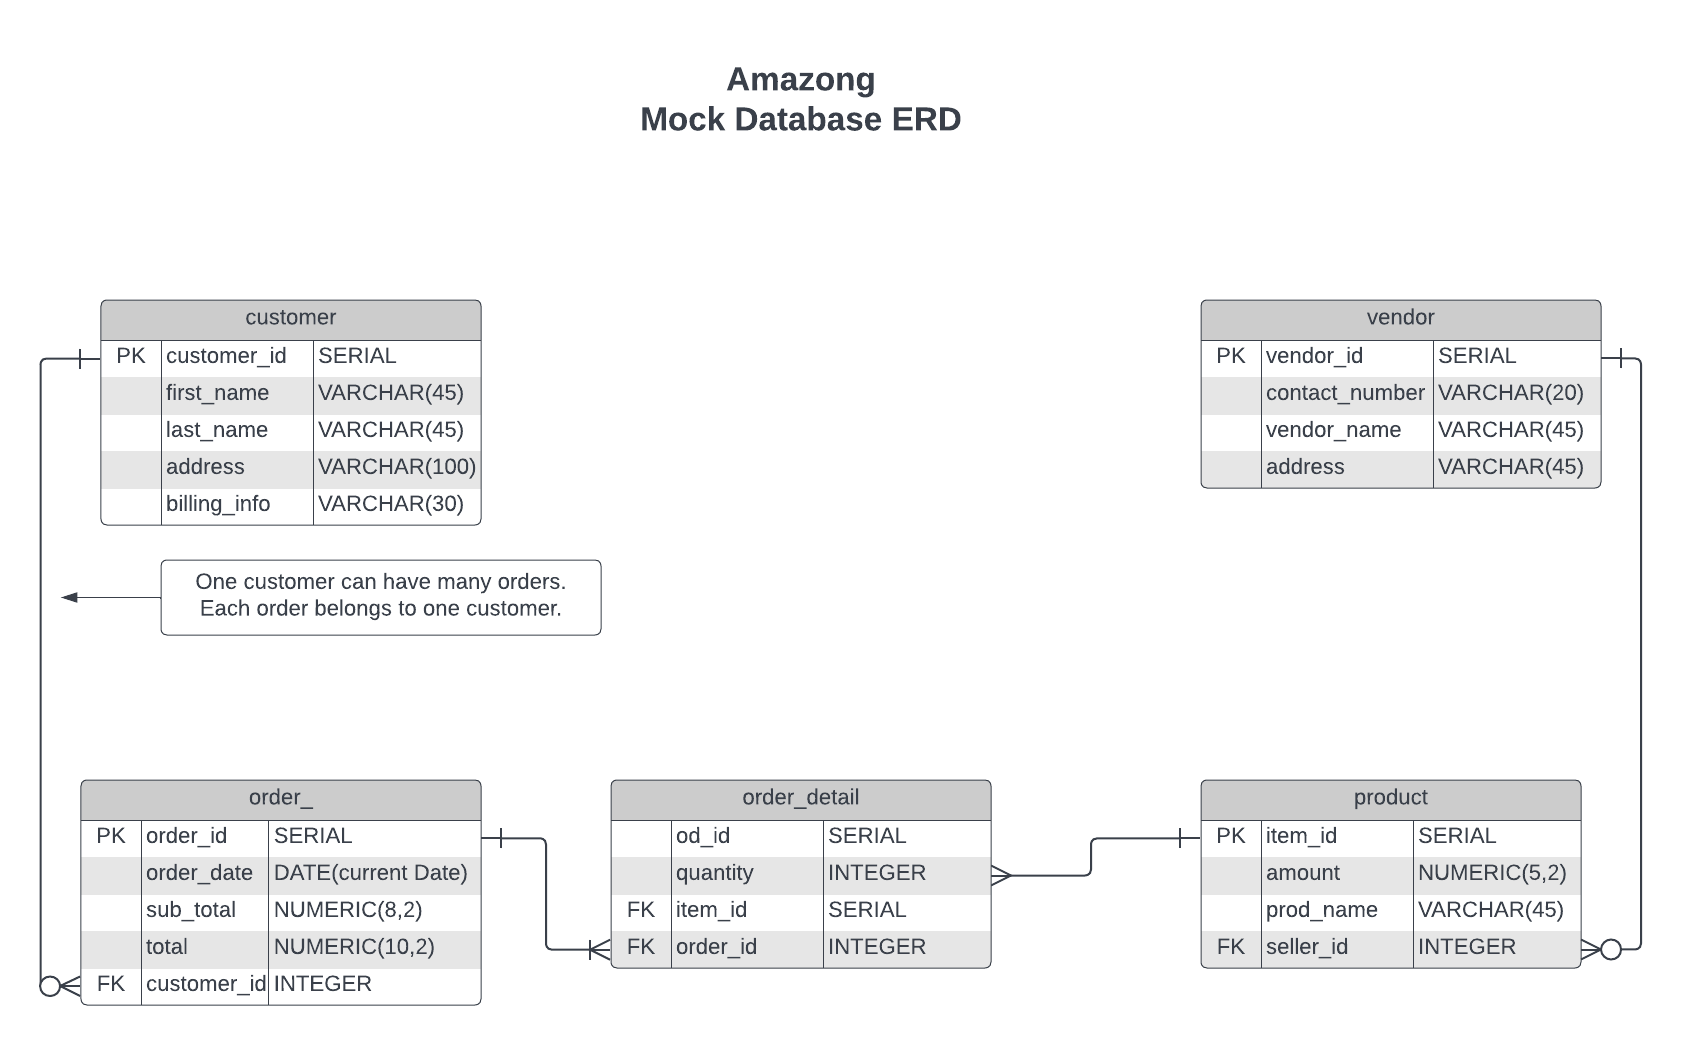 Amazong
Mock Database ERD
customer
PK customer_id SERIAL
first_name VARCHAR(45)
last_name VARCHAR(45)
address VARCHAR(100)
billing_info VARCHAR(30)
vendor
PK vendor_id SERIAL
contact_number VARCHAR(20)
vendor_name VARCHAR(45)
address VARCHAR(45)
One customer can have many orders.
Each order belongs to one customer.
order_
PK order_id SERIAL
order_date DATE(current Date)
sub_total NUMERIC(8,2)
total NUMERIC(10,2)
FK customer_id INTEGER
order_detail
od_id SERIAL
quantity INTEGER
FK item_id SERIAL
FK order_id INTEGER
product
PK item_id SERIAL
amount NUMERIC(5,2)
prod_name VARCHAR(45)
FK seller_id INTEGER